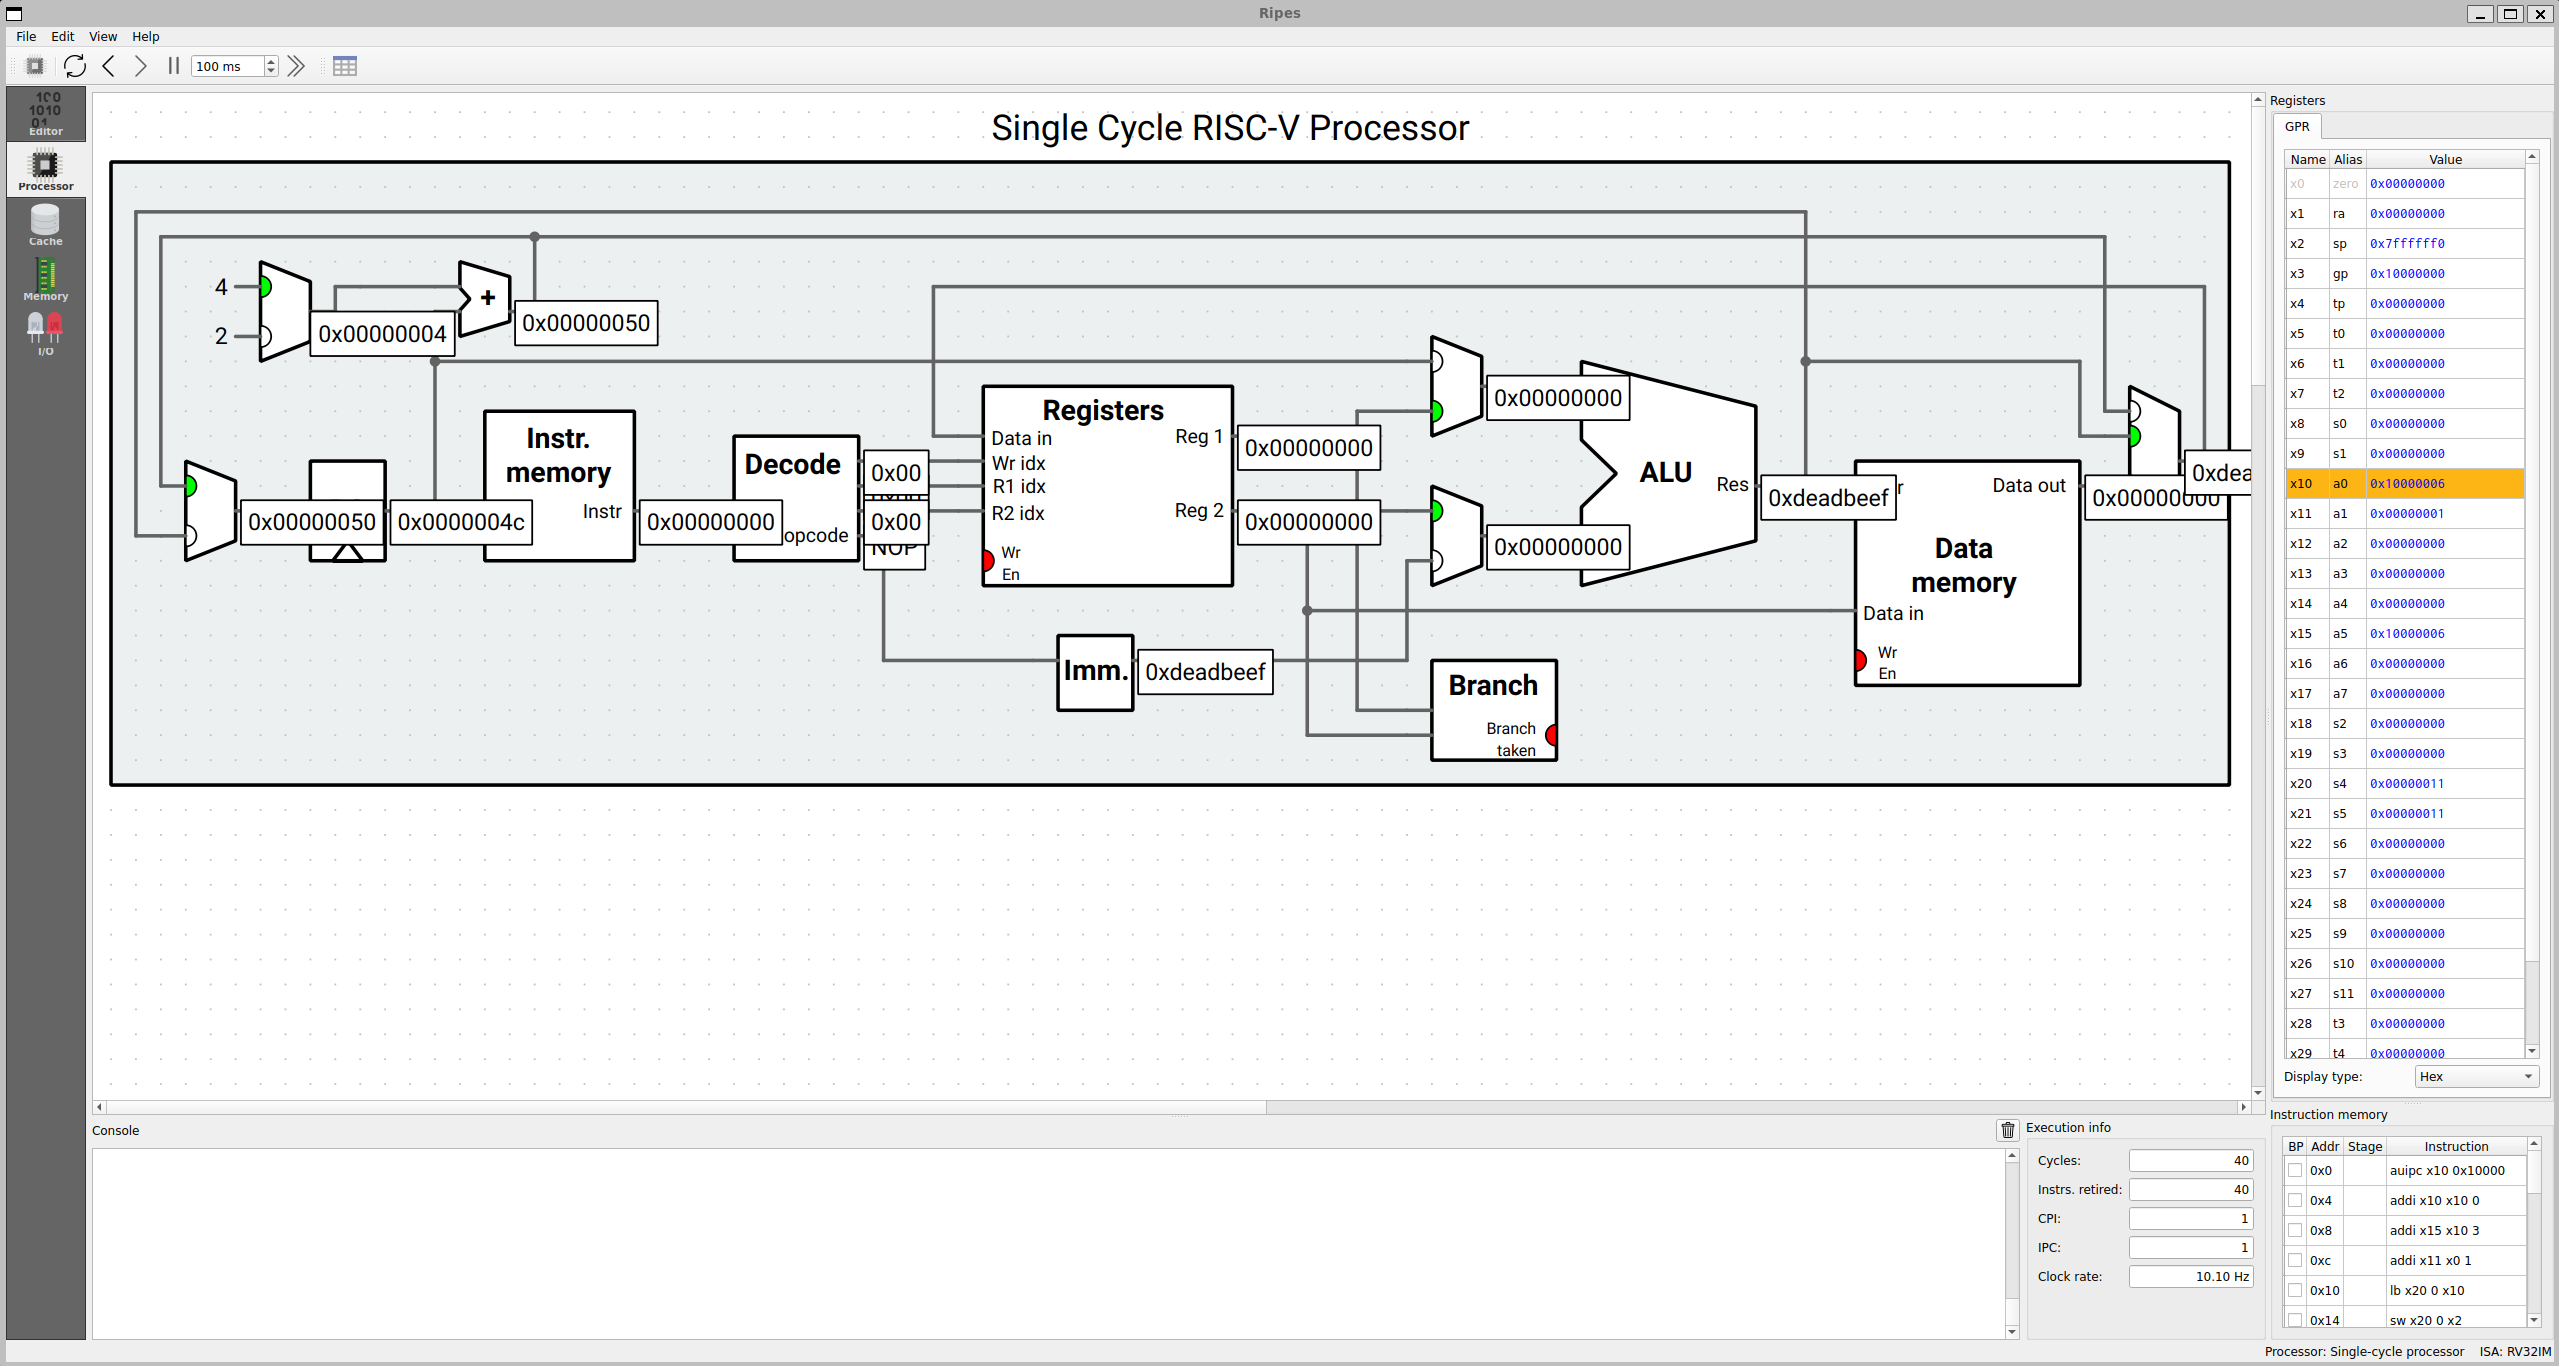 Ripes
File Edit View Help
100 ms
Editor
Processor
Cache
Memory
I/O
Single Cycle RISC-V Processor
4
2
0x00000004
+
0x00000050
0x00000050
0x0000004c
Instr. memory
Instr
0x00000000
Decode
opcode
0x00
0x00
NOP
Registers
Data in
Wr idx
R1 idx
R2 idx
Wr En
Reg 1
Reg 2
0x00000000
0x00000000
0x00000000
0x00000000
ALU
Res
0xdeadbeef
r
Data out
Data memory
Data in
Wr En
0x00000000
0xdea
Imm.
0xdeadbeef
Branch
Branch taken
Registers
GPR
Name Alias Value
x0 zero 0x00000000
x1 ra 0x00000000
x2 sp 0x7ffffff0
x3 gp 0x10000000
x4 tp 0x00000000
x5 t0 0x00000000
x6 t1 0x00000000
x7 t2 0x00000000
x8 s0 0x00000000
x9 s1 0x00000000
x10 a0 0x10000006
x11 a1 0x00000001
x12 a2 0x00000000
x13 a3 0x00000000
x14 a4 0x00000000
x15 a5 0x10000006
x16 a6 0x00000000
x17 a7 0x00000000
x18 s2 0x00000000
x19 s3 0x00000000
x20 s4 0x00000011
x21 s5 0x00000011
x22 s6 0x00000000
x23 s7 0x00000000
x24 s8 0x00000000
x25 s9 0x00000000
x26 s10 0x00000000
x27 s11 0x00000000
x28 t3 0x00000000
x29 t4 0x00000000
Display type: Hex
Console
Execution info
Cycles: 40
Instrs. retired: 40
CPI: 1
IPC: 1
Clock rate: 10.10 Hz
Instruction memory
BP Addr Stage Instruction
0x0 auipc x10 0x10000
0x4 addi x10 x10 0
0x8 addi x15 x10 3
0xc addi x11 x0 1
0x10 lb x20 0 x10
0x14 sw x20 0 x2
Processor: Single-cycle processor ISA: RV32IM